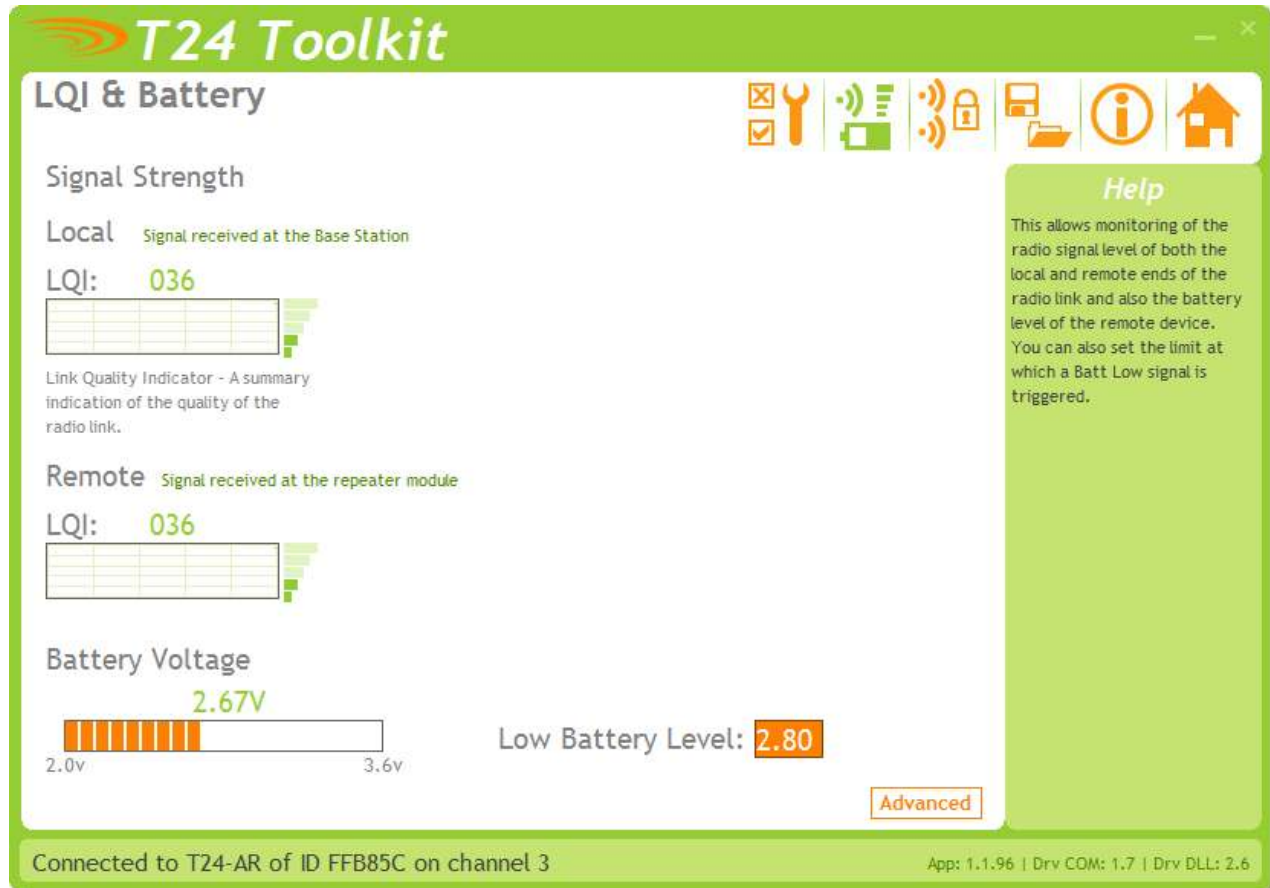 T24 Toolkit
LQI & Battery
Signal Strength
Local Signal received at the Base Station
LQI: 036
Link Quality Indicator - A summary
indication of the quality of the
radio link.
Remote Signal received at the repeater module
LQI: 036
Battery Voltage
2.67V
2.0v 3.6v
Low Battery Level: 2.80
Advanced
Help
This allows monitoring of the
radio signal level of both the
local and remote ends of the
radio link and also the battery
level of the remote device.
You can also set the limit at
which a Batt Low signal is
triggered.
Connected to T24-AR of ID FFB85C on channel 3
App: 1.1.96 | Drv COM: 1.7 | Drv DLL: 2.6